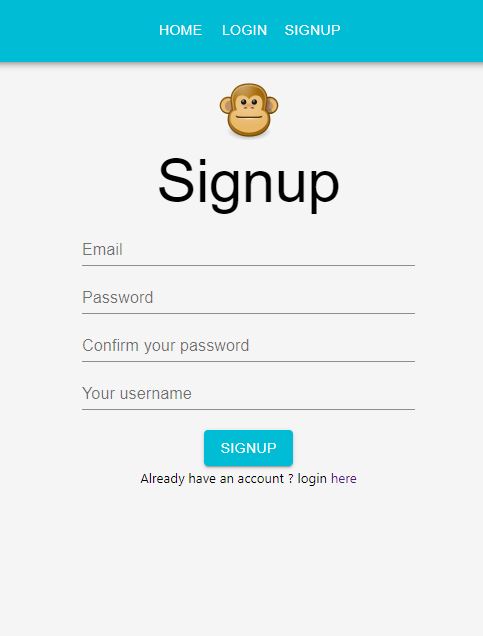 HOME LOGIN SIGNUP
Signup
Email
Password
Confirm your password
Your username
SIGNUP
Already have an account ? login here